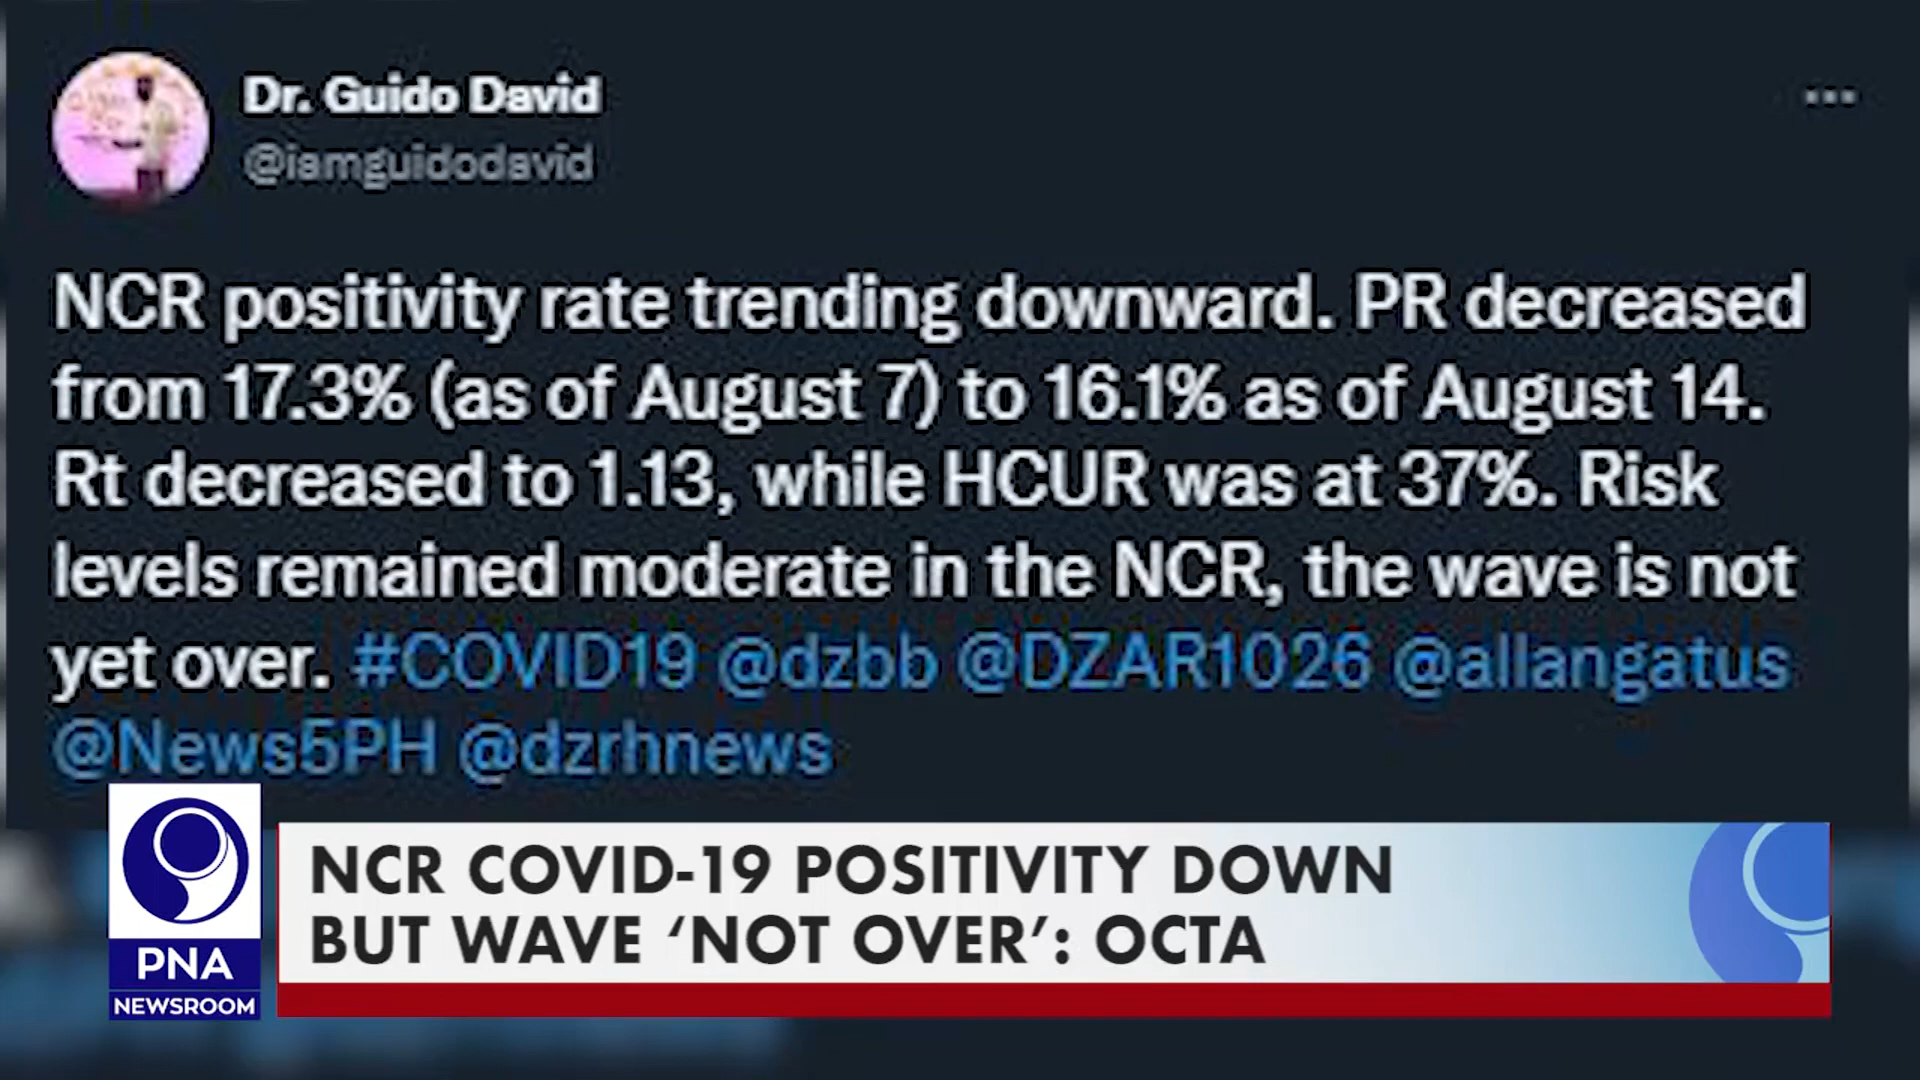 Dr. Guido David
@iamguidodavid
NCR positivity rate trending downward. PR decreased
from 17.3% (as of August 7) to 16.1% as of August 14.
Rt decreased to 1.13, while HCUR was at 37%. Risk
levels remained moderate in the NCR, the wave is not
yet over. #COVID19 @dzbb @DZAR1026 @allangatus
@News5PH @dzrhnews
PNA
NEWSROOM
NCR COVID-19 POSITIVITY DOWN
BUT WAVE ‘NOT OVER’: OCTA